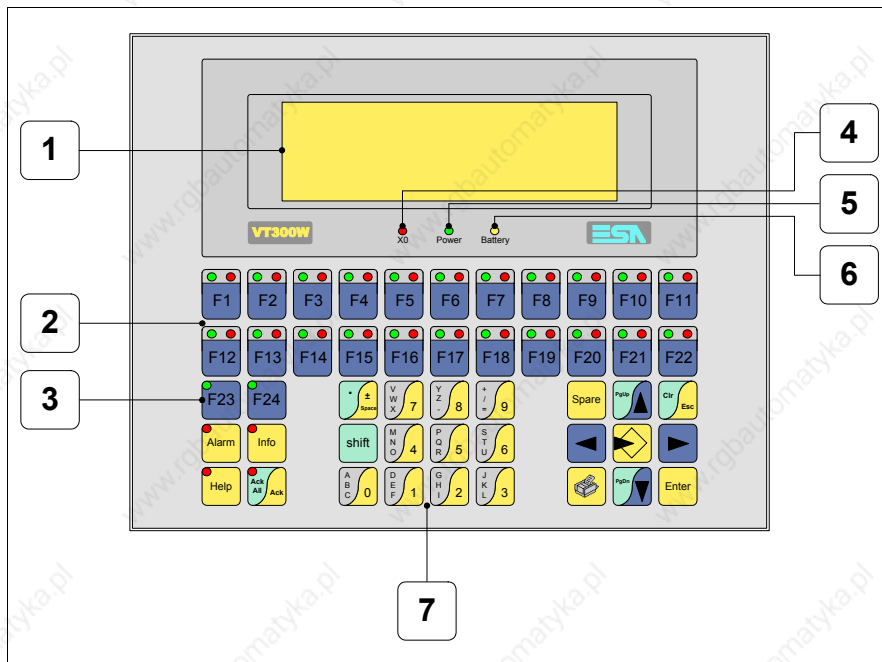 1
4
5
VT300W
X0 Power Battery
ESA
6
F1 F2 F3 F4 F5 F6 F7 F8 F9 F10 F11
2
F12 F13 F14 F15 F16 F17 F18 F19 F20 F21 F22
3
F23 F24
- ± Space
V W X 7
Y Z - 8
+ / = 9
Spare
PgUp
Clr Esc
Alarm Info
shift
M N O 4
P Q R 5
S T U 6
Help
Ack All Ack
A B C 0
D E F 1
G H I 2
J K L 3
PgDn
Enter
7
www.rgbautomatyka.pl